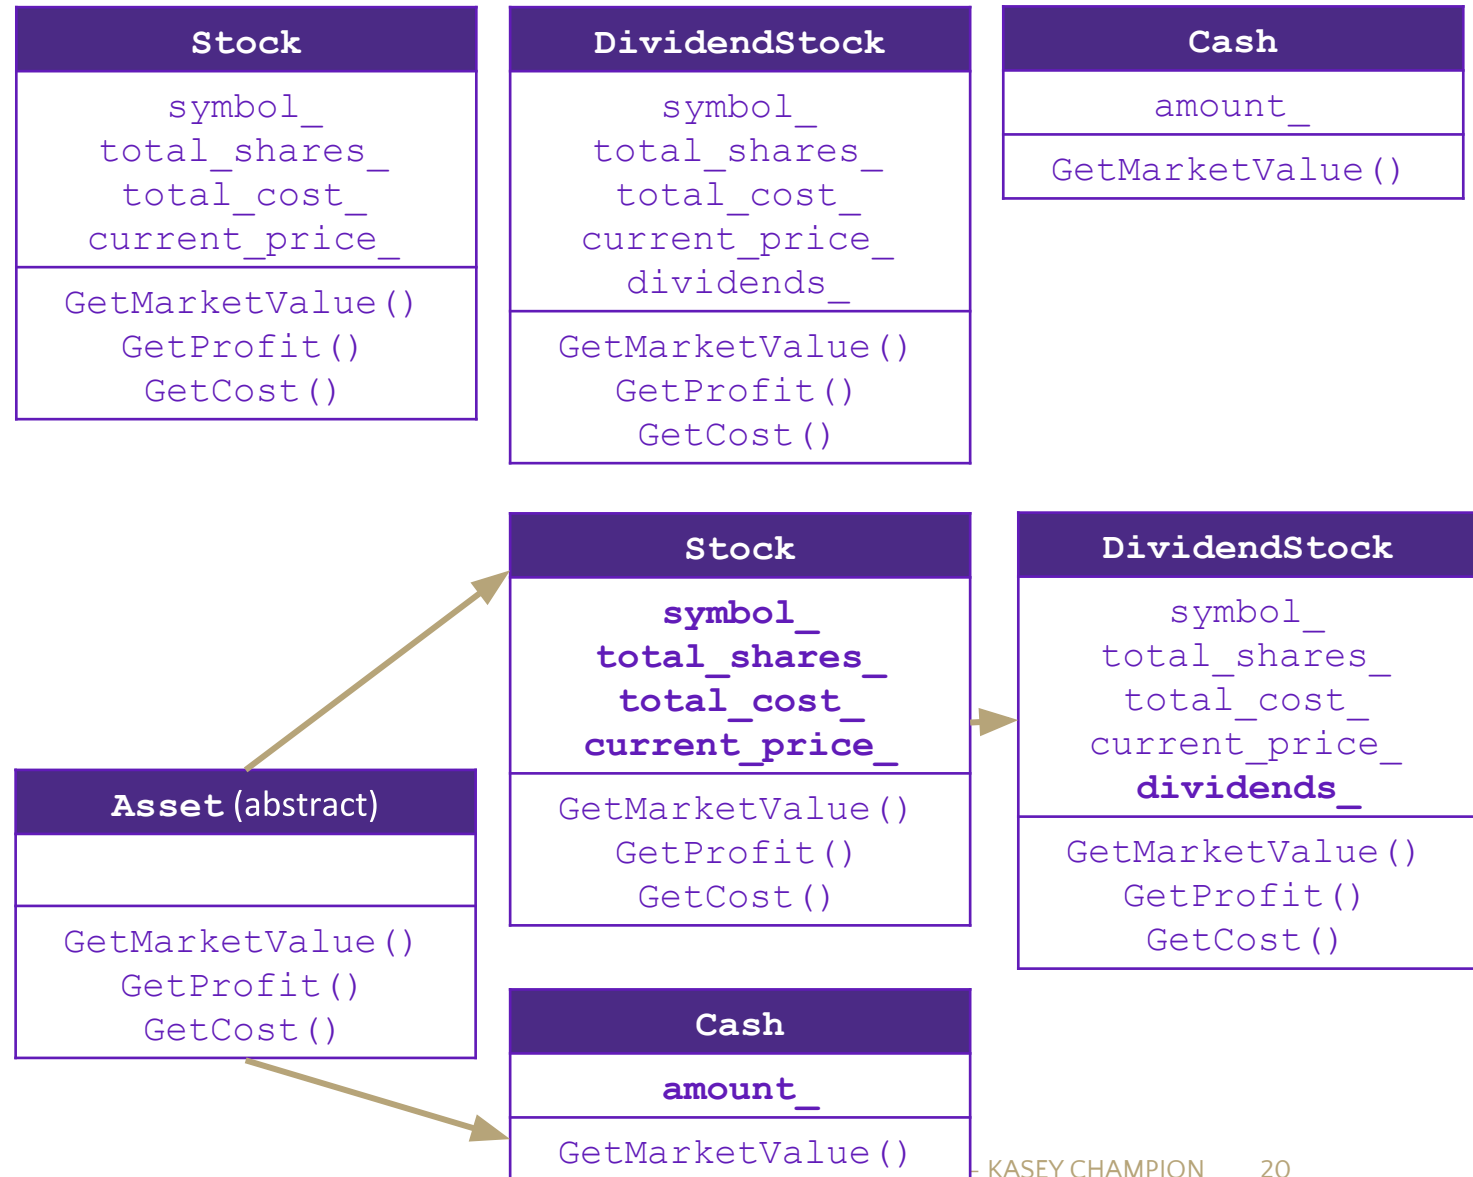 Stock
symbol_
total_shares_
total_cost_
current_price_
GetMarketValue()
GetProfit()
GetCost()
DividendStock
symbol_
total_shares_
total_cost_
current_price_
dividends_
GetMarketValue()
GetProfit()
GetCost()
Cash
amount_
GetMarketValue()
Asset (abstract)
GetMarketValue()
GetProfit()
GetCost()
Stock
symbol_
total_shares_
total_cost_
current_price_
GetMarketValue()
GetProfit()
GetCost()
DividendStock
symbol_
total_shares_
total_cost_
current_price_
dividends_
GetMarketValue()
GetProfit()
GetCost()
Cash
amount_
GetMarketValue()
- KASEY CHAMPION 20